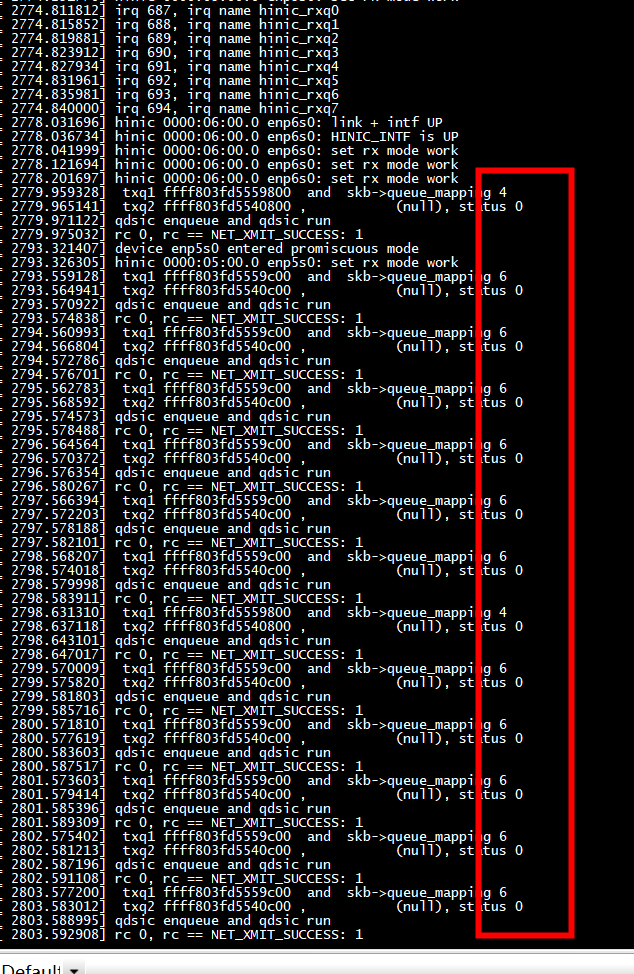 2774.811812] irq 687, irq name hinic_rxq0
2774.815852] irq 688, irq name hinic_rxq1
2774.819881] irq 689, irq name hinic_rxq2
2774.823912] irq 690, irq name hinic_rxq3
2774.827934] irq 691, irq name hinic_rxq4
2774.831961] irq 692, irq name hinic_rxq5
2774.835981] irq 693, irq name hinic_rxq6
2774.840000] irq 694, irq name hinic_rxq7
2778.031696] hinic 0000:06:00.0 enp6s0: link + intf UP
2778.036734] hinic 0000:06:00.0 enp6s0: HINIC_INTF is UP
2778.041999] hinic 0000:06:00.0 enp6s0: set rx mode work
2778.121694] hinic 0000:06:00.0 enp6s0: set rx mode work
2778.201697] hinic 0000:06:00.0 enp6s0: set rx mode work
2779.959328] txq1 ffff803fd5559800 and skb->queue_mapping 4
2779.965141] txq2 ffff803fd5540800 , (null), status 0
2779.971122] qdsic enqueue and qdsic run
2779.975032] rc 0, rc == NET_XMIT_SUCCESS: 1
2793.321407] device enp5s0 entered promiscuous mode
2793.326305] hinic 0000:05:00.0 enp5s0: set rx mode work
2793.559128] txq1 ffff803fd5559c00 and skb->queue_mapping 6
2793.564941] txq2 ffff803fd5540c00 , (null), status 0
2793.570922] qdsic enqueue and qdsic run
2793.574838] rc 0, rc == NET_XMIT_SUCCESS: 1
2794.560993] txq1 ffff803fd5559c00 and skb->queue_mapping 6
2794.566804] txq2 ffff803fd5540c00 , (null), status 0
2794.572786] qdsic enqueue and qdsic run
2794.576701] rc 0, rc == NET_XMIT_SUCCESS: 1
2795.562783] txq1 ffff803fd5559c00 and skb->queue_mapping 6
2795.568592] txq2 ffff803fd5540c00 , (null), status 0
2795.574573] qdsic enqueue and qdsic run
2795.578488] rc 0, rc == NET_XMIT_SUCCESS: 1
2796.564564] txq1 ffff803fd5559c00 and skb->queue_mapping 6
2796.570372] txq2 ffff803fd5540c00 , (null), status 0
2796.576354] qdsic enqueue and qdsic run
2796.580267] rc 0, rc == NET_XMIT_SUCCESS: 1
2797.566394] txq1 ffff803fd5559c00 and skb->queue_mapping 6
2797.572203] txq2 ffff803fd5540c00 , (null), status 0
2797.578188] qdsic enqueue and qdsic run
2797.582101] rc 0, rc == NET_XMIT_SUCCESS: 1
2798.568207] txq1 ffff803fd5559c00 and skb->queue_mapping 6
2798.574018] txq2 ffff803fd5540c00 , (null), status 0
2798.579998] qdsic enqueue and qdsic run
2798.583911] rc 0, rc == NET_XMIT_SUCCESS: 1
2798.631310] txq1 ffff803fd5559800 and skb->queue_mapping 4
2798.637118] txq2 ffff803fd5540800 , (null), status 0
2798.643101] qdsic enqueue and qdsic run
2798.647017] rc 0, rc == NET_XMIT_SUCCESS: 1
2799.570009] txq1 ffff803fd5559c00 and skb->queue_mapping 6
2799.575820] txq2 ffff803fd5540c00 , (null), status 0
2799.581803] qdsic enqueue and qdsic run
2799.585716] rc 0, rc == NET_XMIT_SUCCESS: 1
2800.571810] txq1 ffff803fd5559c00 and skb->queue_mapping 6
2800.577619] txq2 ffff803fd5540c00 , (null), status 0
2800.583603] qdsic enqueue and qdsic run
2800.587517] rc 0, rc == NET_XMIT_SUCCESS: 1
2801.573603] txq1 ffff803fd5559c00 and skb->queue_mapping 6
2801.579414] txq2 ffff803fd5540c00 , (null), status 0
2801.585396] qdsic enqueue and qdsic run
2801.589309] rc 0, rc == NET_XMIT_SUCCESS: 1
2802.575402] txq1 ffff803fd5559c00 and skb->queue_mapping 6
2802.581213] txq2 ffff803fd5540c00 , (null), status 0
2802.587196] qdsic enqueue and qdsic run
2802.591108] rc 0, rc == NET_XMIT_SUCCESS: 1
2803.577200] txq1 ffff803fd5559c00 and skb->queue_mapping 6
2803.583012] txq2 ffff803fd5540c00 , (null), status 0
2803.588995] qdsic enqueue and qdsic run
2803.592908] rc 0, rc == NET_XMIT_SUCCESS: 1